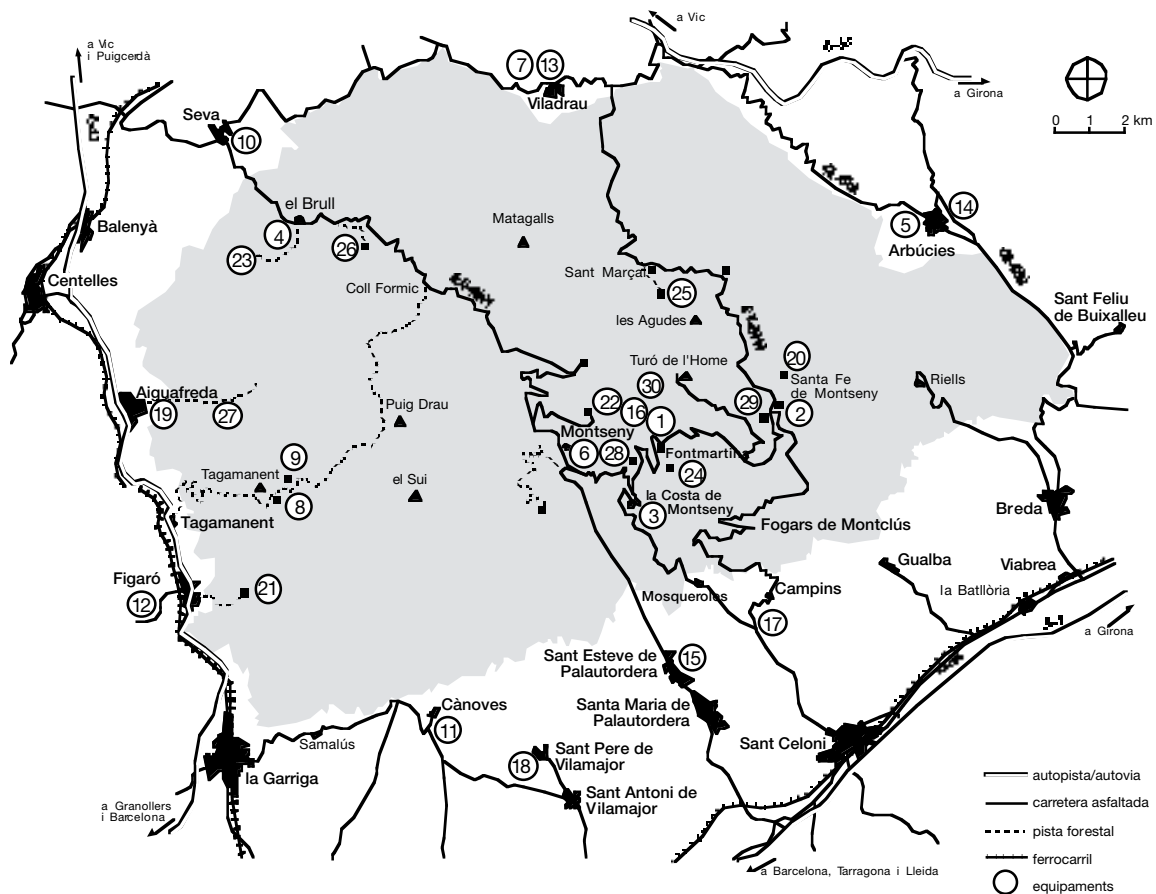 a Vic
a Vic
i Puigcerdà
7
13
a Girona
Viladrau
Seva
10
0 1 2 km
14
5
Arbúcies
el Brull
Matagalls
Balenyà
4
26
23
Sant Marçal
Centelles
Coll Formic
25
Sant Feliu
de Buixalleu
les Agudes
20
Turó de l'Home
Santa Fe
de Montseny
Riells
30
Aiguafreda
19
27
Puig Drau
22
16
1
29
2
Montseny
6
28
Fontmartina
24
9
Tagamanent
el Sui
8
la Costa de
Montseny
3
Tagamanent
Fogars de Montclús
Breda
Gualba
Viabrea
Figaró
12
21
Mosqueroles
Campins
la Batllòria
17
a Girona
Sant Esteve de
Palautordera
15
Santa Maria de
Palautordera
Cànoves
11
Samalús
Sant Celoni
Sant Pere de
Vilamajor
18
la Garriga
Sant Antoni de
Vilamajor
a Granollers
i Barcelona
a Barcelona, Tarragona i Lleida
autopista/autovia
carretera asfaltada
pista forestal
ferrocarril
equipaments